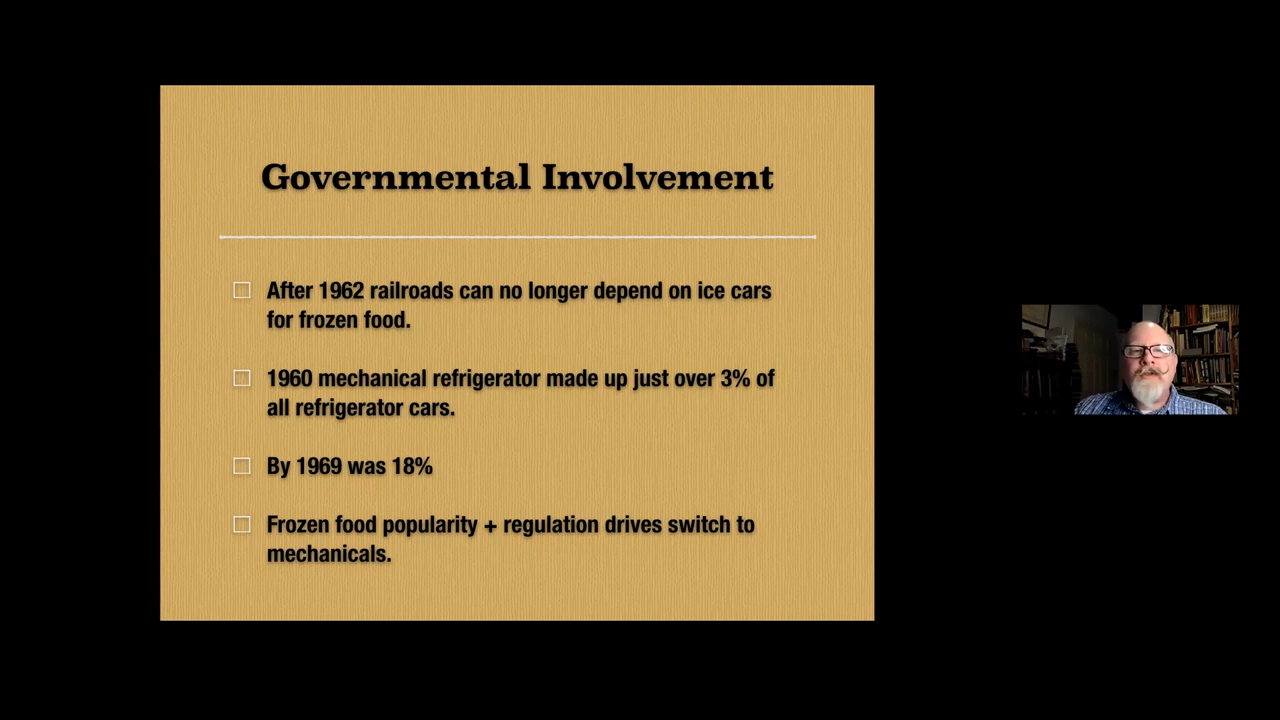 Governmental Involvement
After 1962 railroads can no longer depend on ice cars
for frozen food.
1960 mechanical refrigerator made up just over 3% of
all refrigerator cars.
By 1969 was 18%
Frozen food popularity + regulation drives switch to
mechanicals.